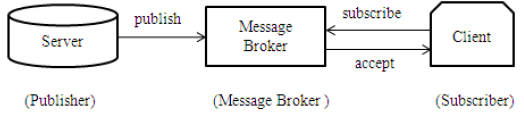 publish
subscribe
Server
Message
Broker
Client
accept
(Publisher)
(Message Broker )
(Subscriber)